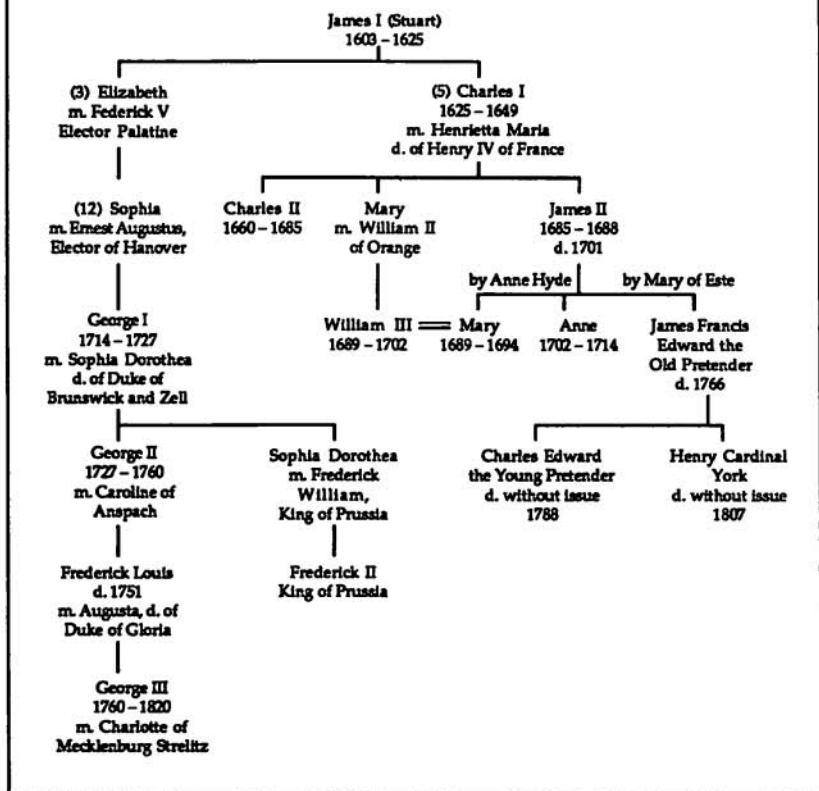 James I (Stuart)
1603 – 1625
(3) Elizabeth
m. Federick V
Elector Palatine
(5) Charles I
1625 – 1649
m. Henrietta Maria
d. of Henry IV of France
(12) Sophia
m. Ernest Augustus,
Elector of Hanover
Charles II
1660 – 1685
Mary
m. William II
of Orange
James II
1685 – 1688
d. 1701
by Anne Hyde
by Mary of Este
George I
1714 – 1727
m. Sophia Dorothea
d. of Duke of
Brunswick and Zell
William III
1689 – 1702
Mary
1689 – 1694
Anne
1702 – 1714
James Francis
Edward the
Old Pretender
d. 1766
George II
1727 – 1760
m. Caroline of
Anspach
Sophia Dorothea
m. Frederick
William,
King of Prussia
Charles Edward
the Young Pretender
d. without issue
1788
Henry Cardinal
York
d. without issue
1807
Frederick Louis
d. 1751
m. Augusta, d. of
Duke of Gloria
Frederick II
King of Prussia
George III
1760 – 1820
m. Charlotte of
Mecklenburg Strelitz